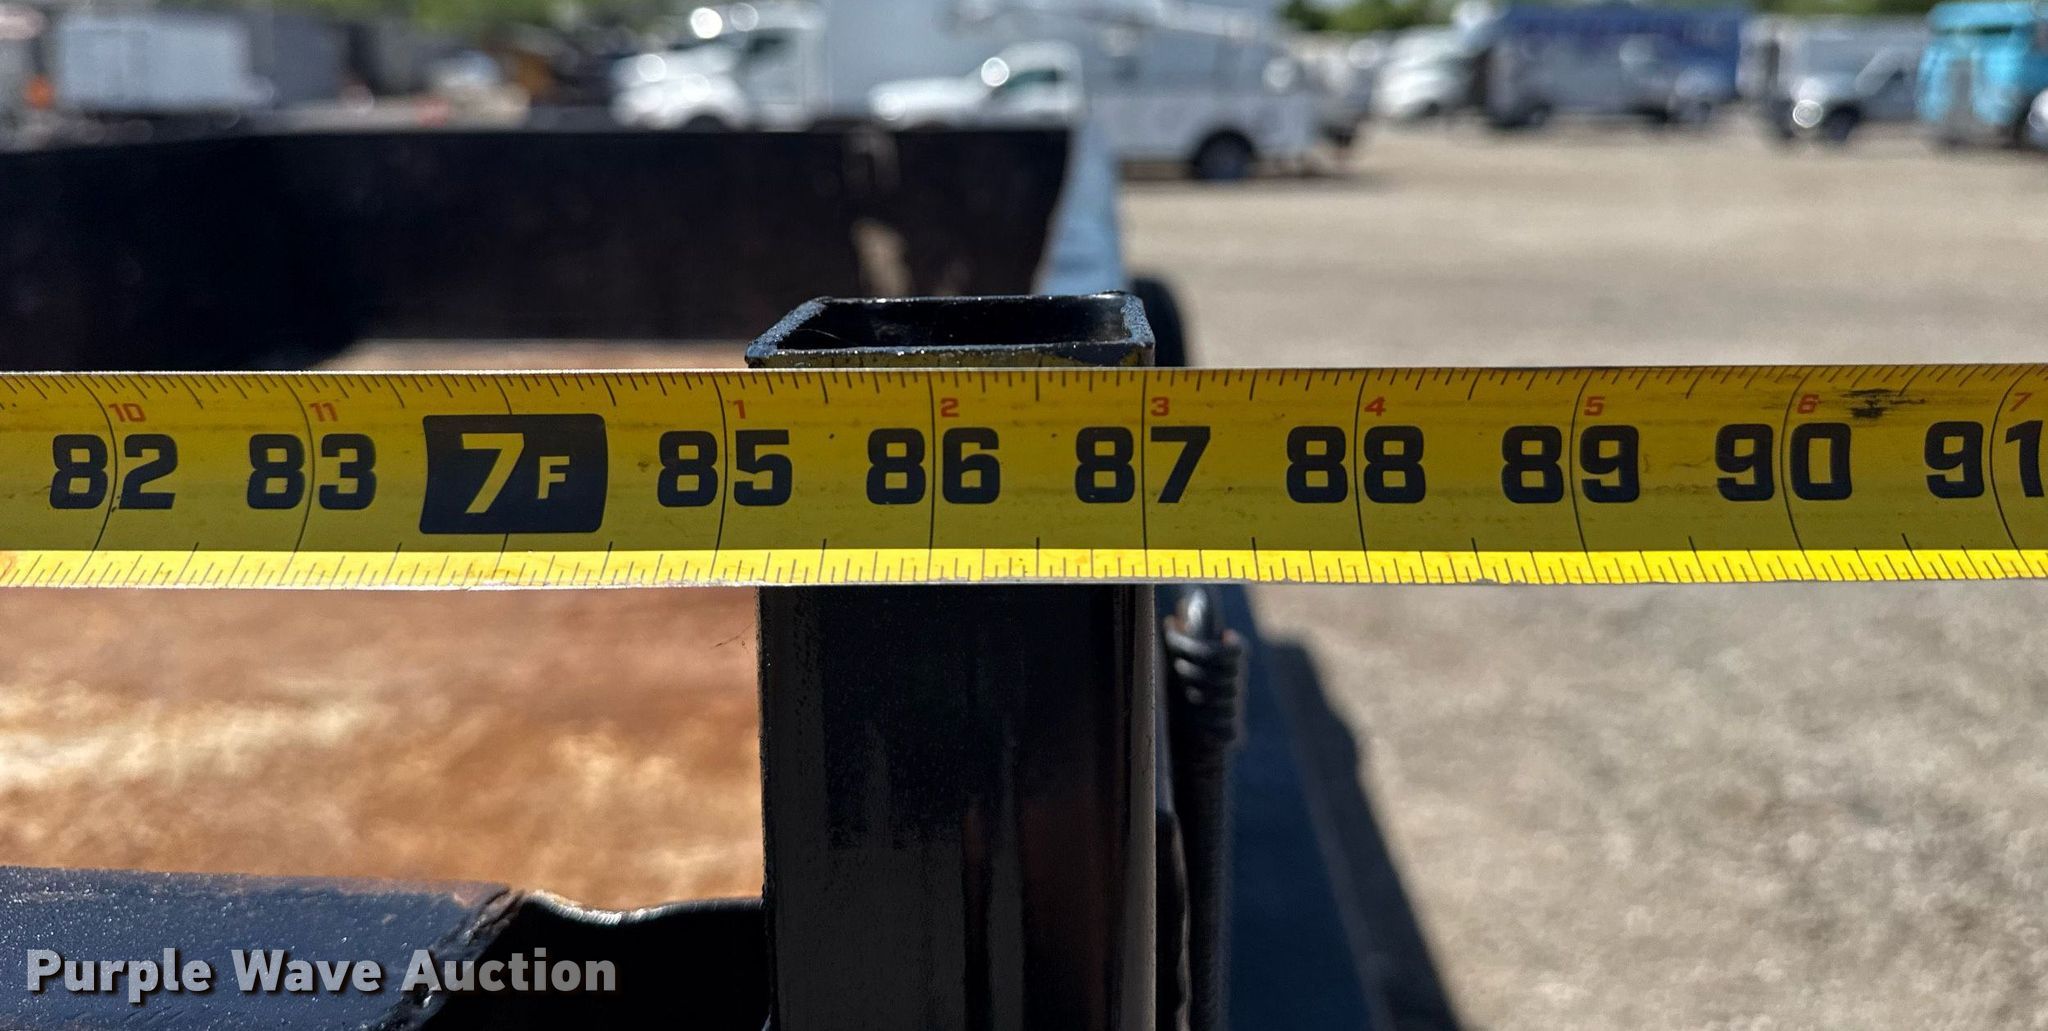 10 11 1 2 3 4 5 6 7
82 83 7F 85 86 87 88 89 90 91
Purple Wave Auction